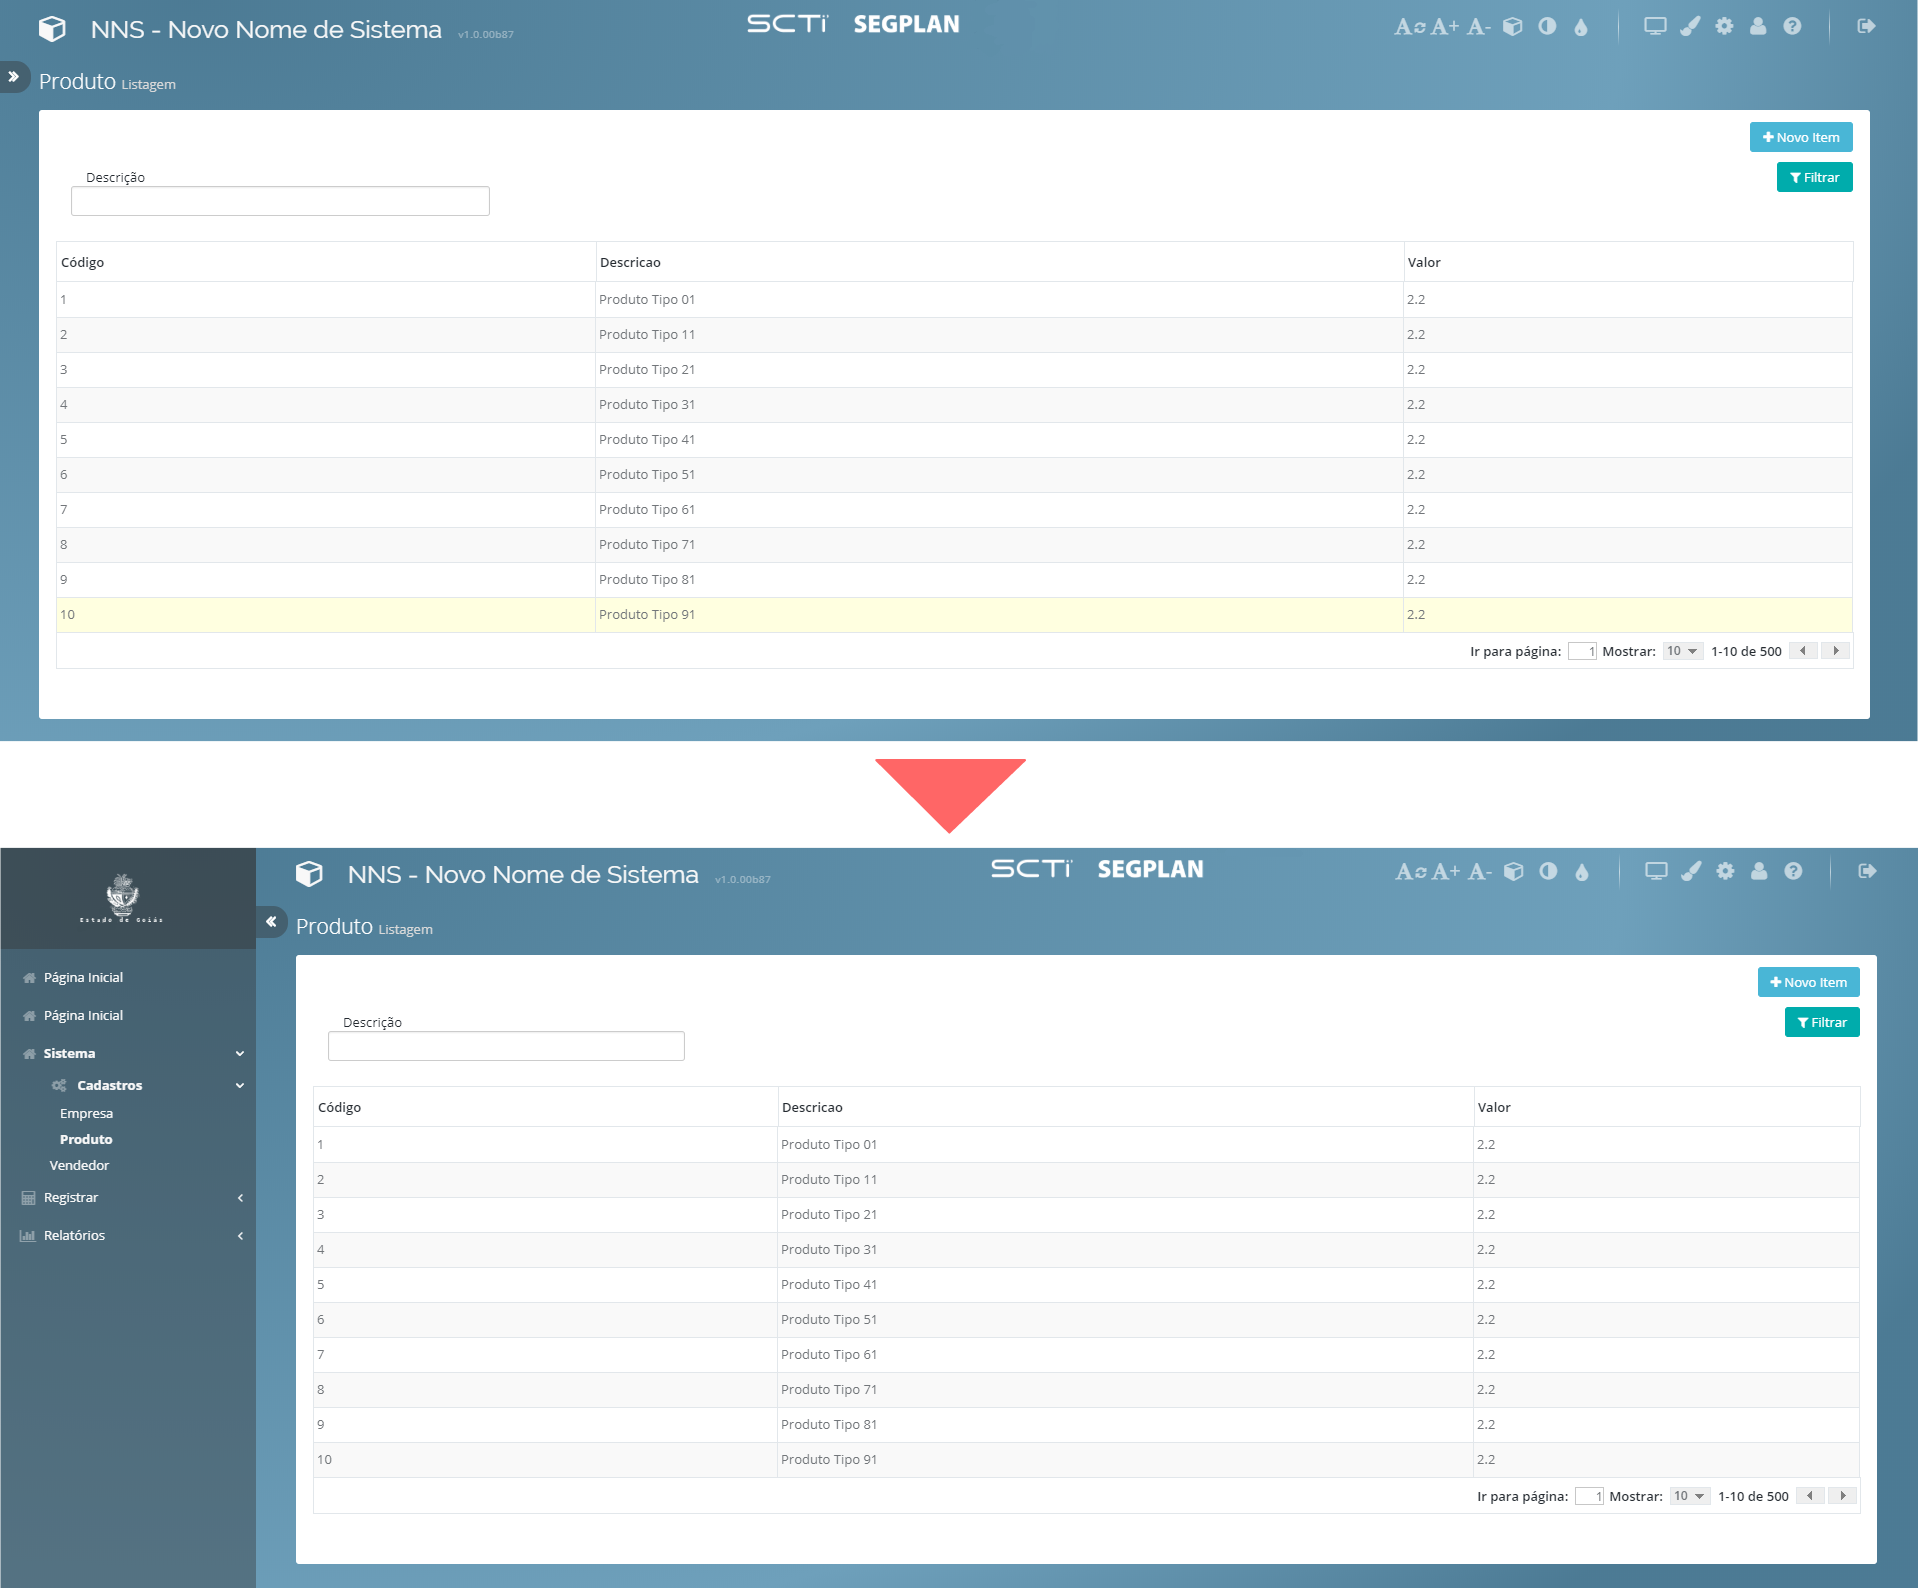 NNS - Novo Nome de Sistema v1.0.00b87
SCTi SEGPLAN
A A+ A-
Produto Listagem
Novo Item
Filtrar
Descrição
Código Descricao Valor
1 Produto Tipo 01 2.2
2 Produto Tipo 11 2.2
3 Produto Tipo 21 2.2
4 Produto Tipo 31 2.2
5 Produto Tipo 41 2.2
6 Produto Tipo 51 2.2
7 Produto Tipo 61 2.2
8 Produto Tipo 71 2.2
9 Produto Tipo 81 2.2
10 Produto Tipo 91 2.2
Ir para página: 1 Mostrar: 10 1-10 de 500
Estado de Goiás
Página Inicial
Página Inicial
Sistema
Cadastros
Empresa
Produto
Vendedor
Registrar
Relatórios
NNS - Novo Nome de Sistema v1.0.00b87
SCTi SEGPLAN
A A+ A-
Produto Listagem
Novo Item
Filtrar
Descrição
Código Descricao Valor
1 Produto Tipo 01 2.2
2 Produto Tipo 11 2.2
3 Produto Tipo 21 2.2
4 Produto Tipo 31 2.2
5 Produto Tipo 41 2.2
6 Produto Tipo 51 2.2
7 Produto Tipo 61 2.2
8 Produto Tipo 71 2.2
9 Produto Tipo 81 2.2
10 Produto Tipo 91 2.2
Ir para página: 1 Mostrar: 10 1-10 de 500